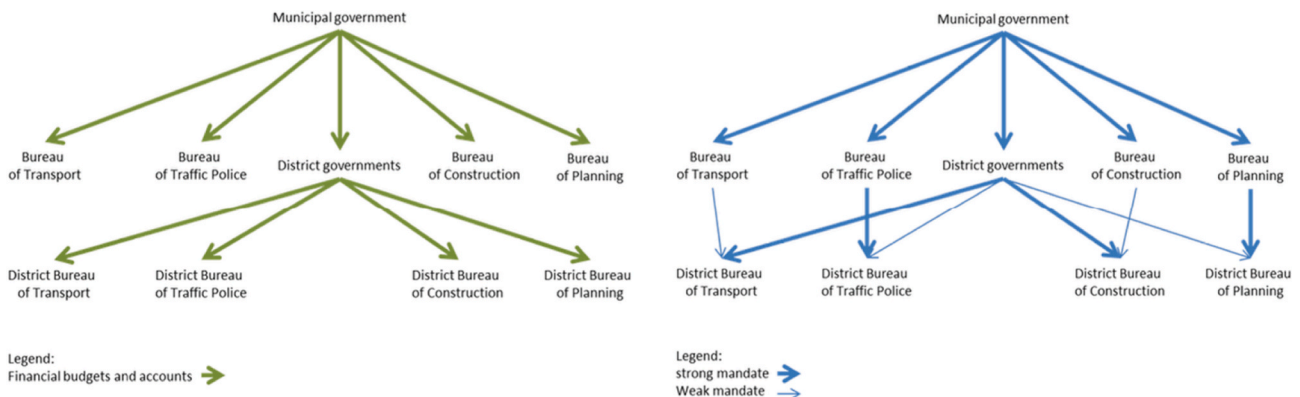 Municipal government
Bureau
of Transport
Bureau
of Traffic Police
District governments
Bureau
of Construction
Bureau
of Planning
District Bureau
of Transport
District Bureau
of Traffic Police
District Bureau
of Construction
District Bureau
of Planning
Legend:
Financial budgets and accounts
Municipal government
Bureau
of Transport
Bureau
of Traffic Police
District governments
Bureau
of Construction
Bureau
of Planning
District Bureau
of Transport
District Bureau
of Traffic Police
District Bureau
of Construction
District Bureau
of Planning
Legend:
strong mandate
Weak mandate